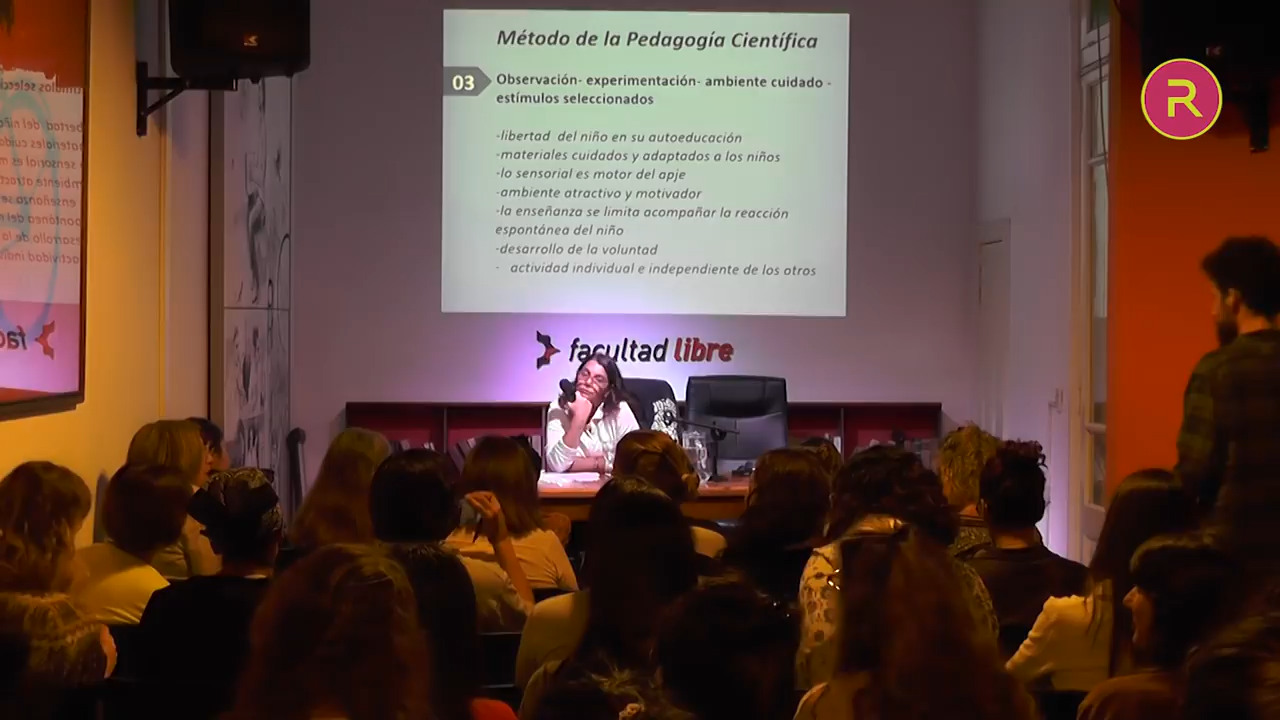 Método de la Pedagogía Científica
03
Observación- experimentación- ambiente cuidado -
estímulos seleccionados
-libertad del niño en su autoeducación
-materiales cuidados y adaptados a los niños
-lo sensorial es motor del apje
-ambiente atractivo y motivador
-la enseñanza se limita acompañar la reacción
espontánea del niño
-desarrollo de la voluntad
- actividad individual e independiente de los otros
facultad libre
R